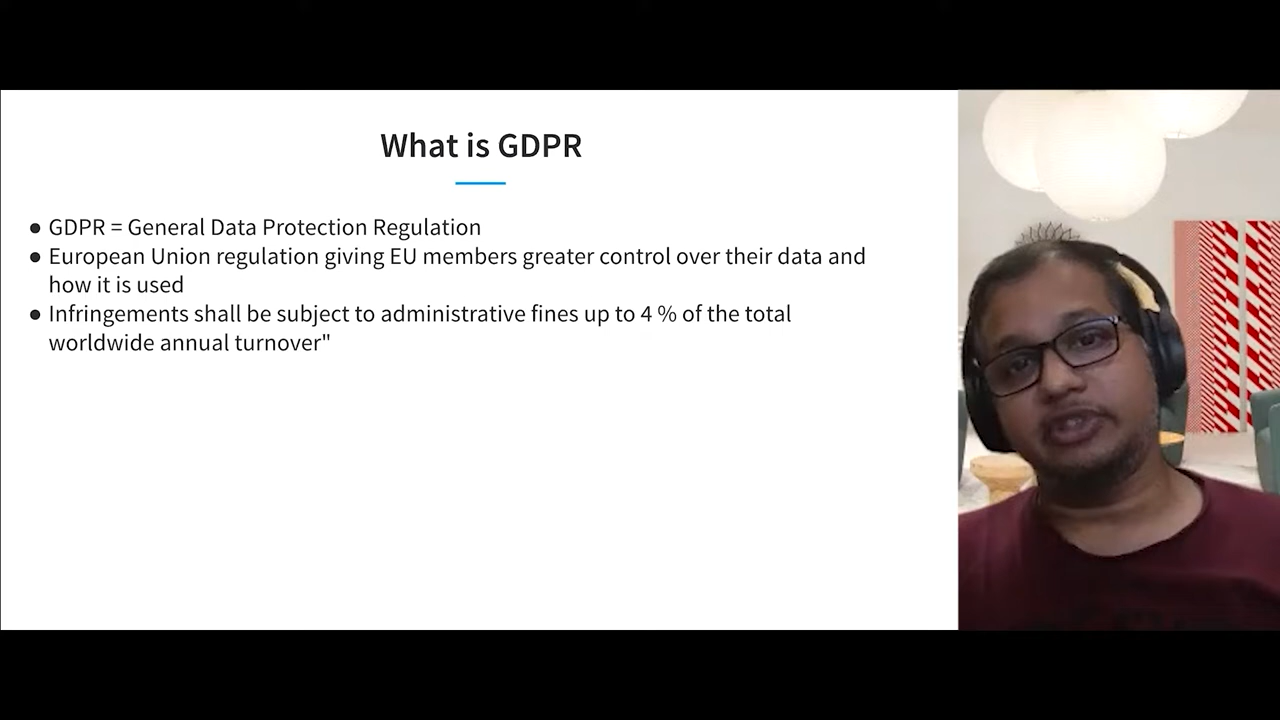 What is GDPR
● GDPR = General Data Protection Regulation
● European Union regulation giving EU members greater control over their data and
how it is used
● Infringements shall be subject to administrative fines up to 4 % of the total
worldwide annual turnover"